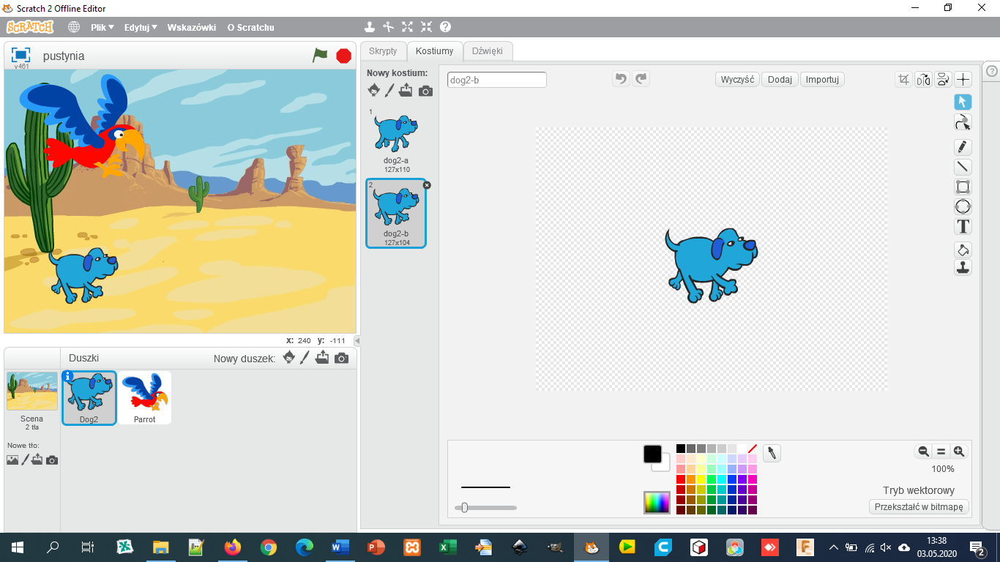 Scratch 2 Offline Editor
SCRATCH
Plik
Edytuj
Wskazówki
O Scratchu
pustynia
v461
Skrypty
Kostiumy
Dźwięki
Nowy kostium:
dog2-b
Wyczyść
Dodaj
Importuj
1
dog2-a
127x110
2
dog2-b
127x104
T
x: 240 y: -111
Duszki
Nowy duszek:
Scena
2 tła
Nowe tło:
Dog2
Parrot
100%
Tryb wektorowy
Przekształć w bitmapę
13:38
03.05.2020
2